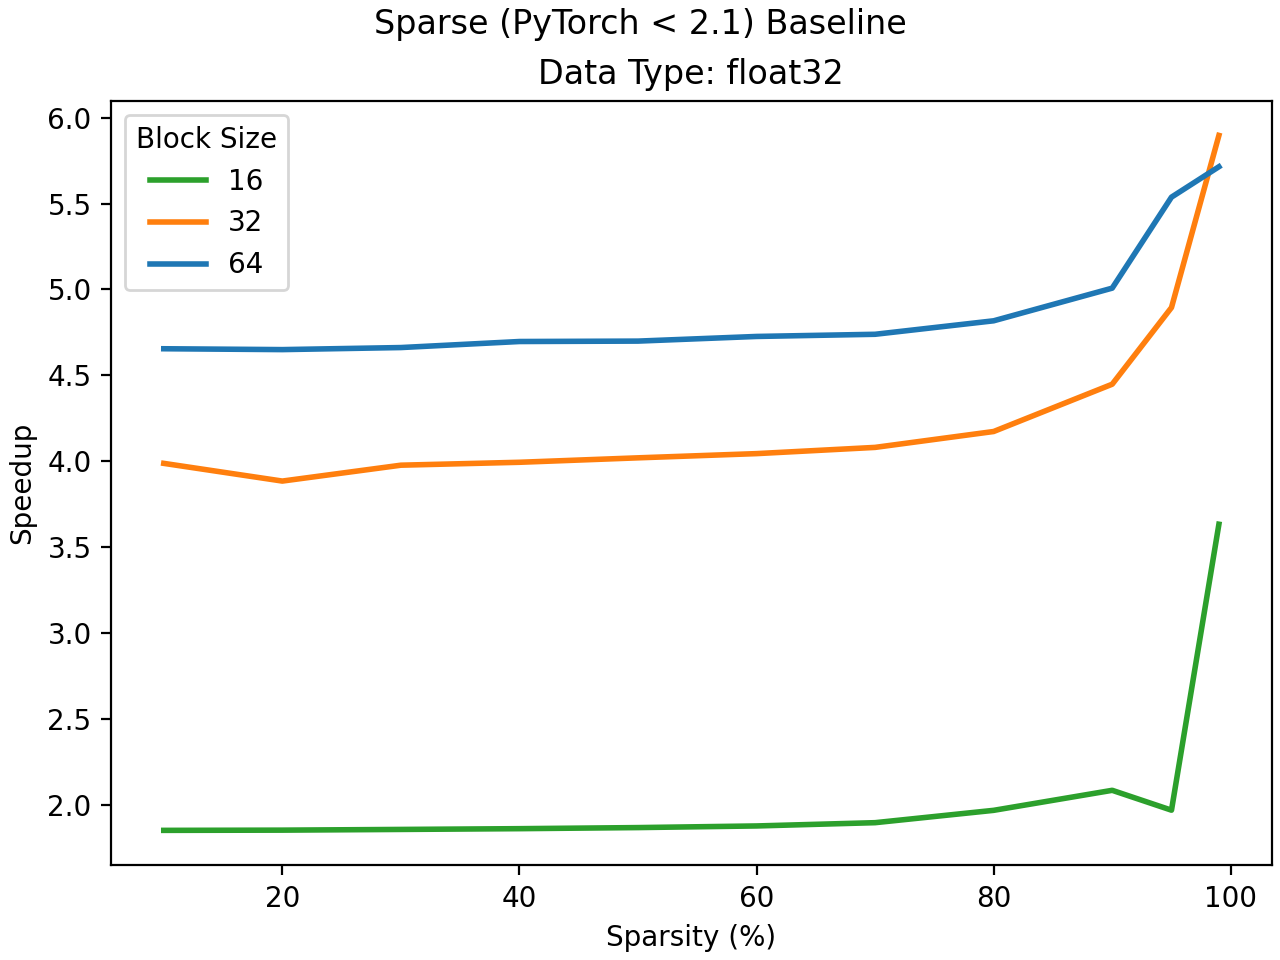 Sparse (PyTorch < 2.1) Baseline
Data Type: float32
Block Size
16
32
64
6.0
5.5
5.0
4.5
4.0
3.5
3.0
2.5
2.0
Speedup
20 40 60 80 100
Sparsity (%)